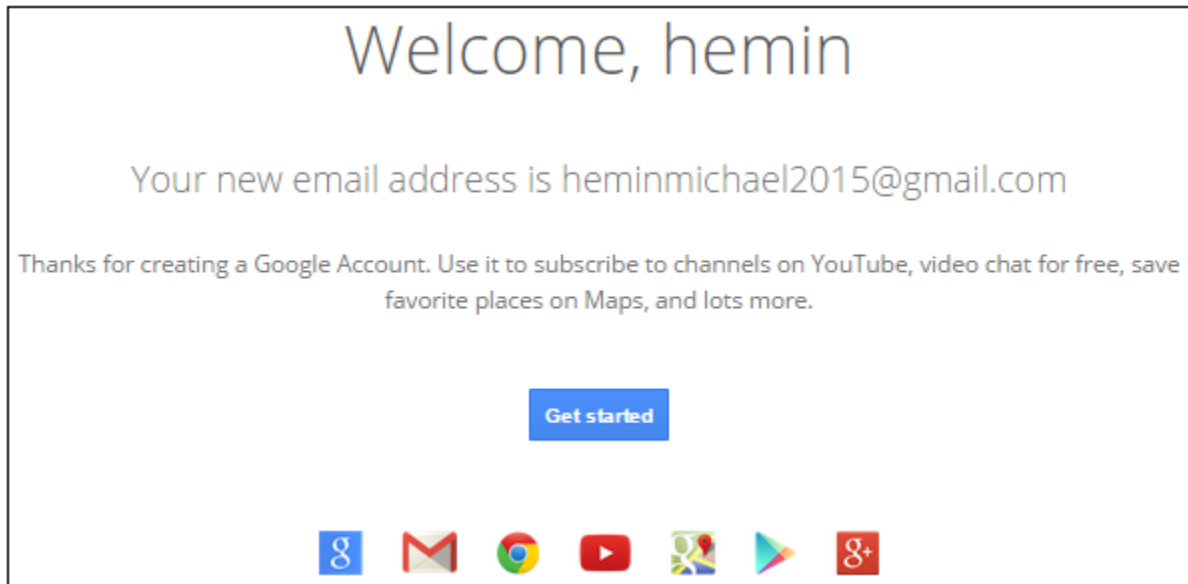 Welcome, hemin
Your new email address is heminmichael2015@gmail.com
Thanks for creating a Google Account. Use it to subscribe to channels on YouTube, video chat for free, save
favorite places on Maps, and lots more.
Get started
g
g+